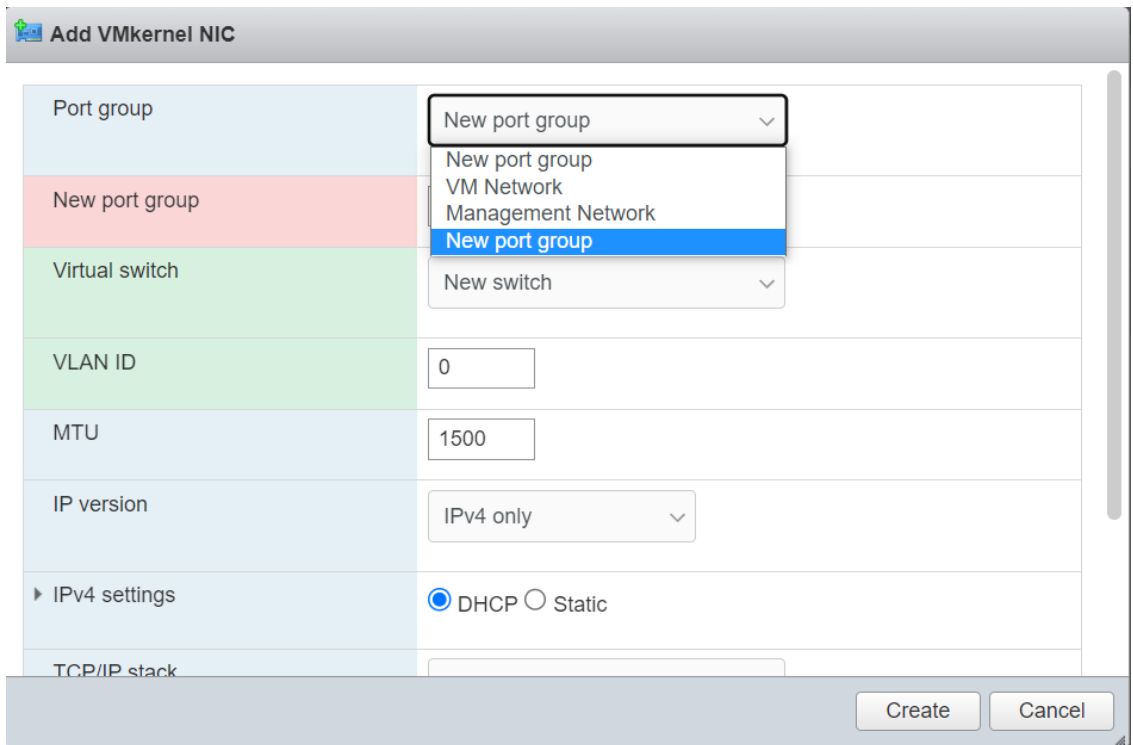 Add VMkernel NIC
Port group
New port group
New port group
VM Network
Management Network
New port group
New port group
Virtual switch
New switch
VLAN ID
0
MTU
1500
IP version
IPv4 only
IPv4 settings
DHCP Static
TCP/IP stack
Create Cancel